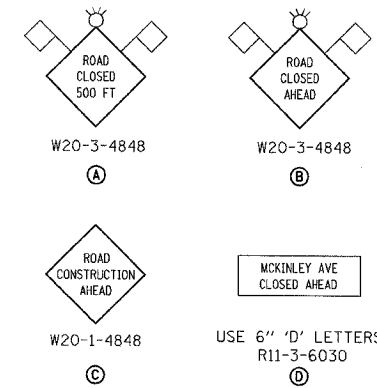 ROAD
CLOSED
500 FT
W20-3-4848
A
ROAD
CLOSED
AHEAD
W20-3-4848
B
ROAD
CONSTRUCTION
AHEAD
W20-1-4848
C
MCKINLEY AVE
CLOSED AHEAD
USE 6" 'D' LETTERS
R11-3-6030
D